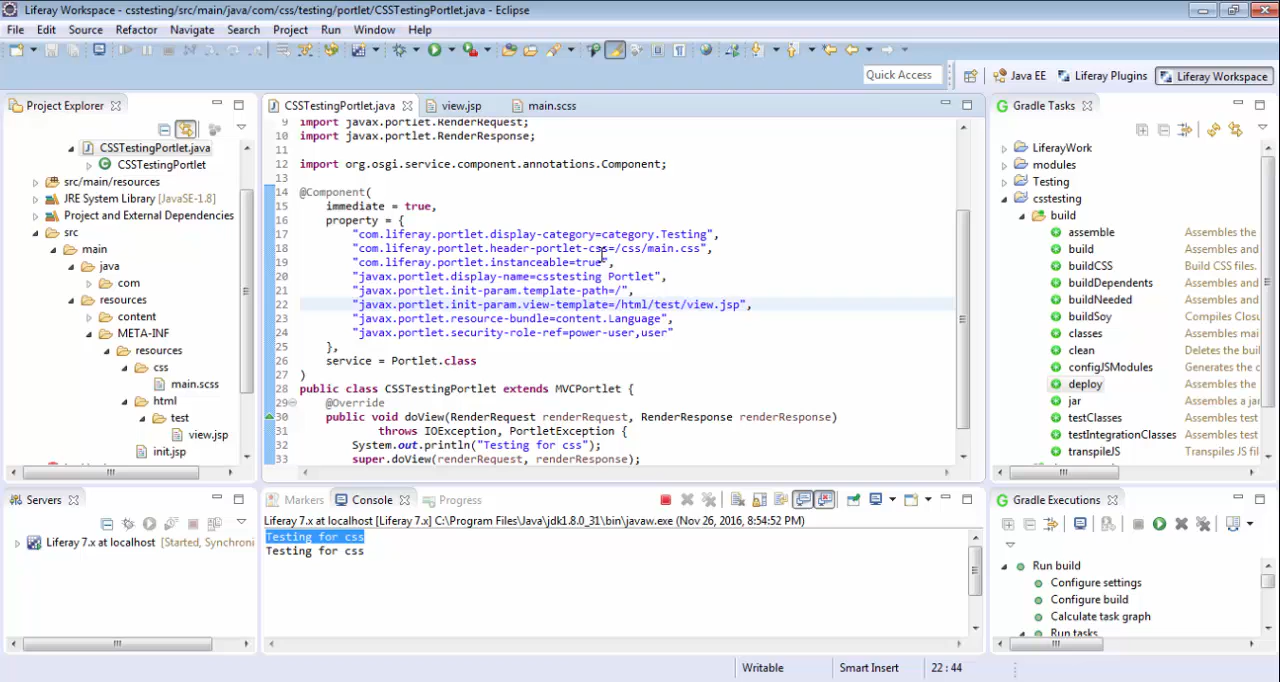 Liferay Workspace - csstesting/src/main/java/com/css/testing/portlet/CSSTestingPortlet.java - Eclipse
File Edit Source Refactor Navigate Search Project Run Window Help
Quick Access
Java EE Liferay Plugins Liferay Workspace
Project Explorer
CSSTestingPortlet.java
CSSTestingPortlet
src/main/resources
JRE System Library [JavaSE-1.8]
Project and External Dependencies
src
main
java
com
resources
content
META-INF
resources
css
main.scss
html
test
view.jsp
init.jsp
CSSTestingPortlet.java view.jsp main.scss
9 import javax.portlet.RenderRequest;
10 import javax.portlet.RenderResponse;
11
12 import org.osgi.service.component.annotations.Component;
13
14 @Component(
15 immediate = true,
16 property = {
17 "com.liferay.portlet.display-category=category.Testing",
18 "com.liferay.portlet.header-portlet-css=/css/main.css",
19 "com.liferay.portlet.instanceable=true",
20 "javax.portlet.display-name=csstesting Portlet",
21 "javax.portlet.init-param.template-path=/",
22 "javax.portlet.init-param.view-template=/html/test/view.jsp",
23 "javax.portlet.resource-bundle=content.Language",
24 "javax.portlet.security-role-ref=power-user,user"
25 },
26 service = Portlet.class
27 )
28 public class CSSTestingPortlet extends MVCPortlet {
29 @Override
30 public void doView(RenderRequest renderRequest, RenderResponse renderResponse)
31 throws IOException, PortletException {
32 System.out.println("Testing for css");
33 super.doView(renderRequest, renderResponse);
Gradle Tasks
LiferayWork
modules
Testing
csstesting
build
assemble Assembles the
build Assembles and
buildCSS Build CSS files.
buildDependents Assembles and
buildNeeded Assembles and
buildSoy Compiles Closu
classes Assembles mai
clean Deletes the bui
configJSModules Generates the c
deploy Assembles the
jar Assembles a ja
testClasses Assembles test
testIntegrationClasses Assembles test
transpileJS Transpiles JS f
Servers
Liferay 7.x at localhost [Started, Synchroni
Markers Console Progress
Liferay 7.x at localhost [Liferay 7.x] C:\Program Files\Java\jdk1.8.0_31\bin\javaw.exe (Nov 26, 2016, 8:54:52 PM)
Testing for css
Testing for css
Gradle Executions
Run build
Configure settings
Configure build
Calculate task graph
Run tasks
Writable Smart Insert 22 : 44